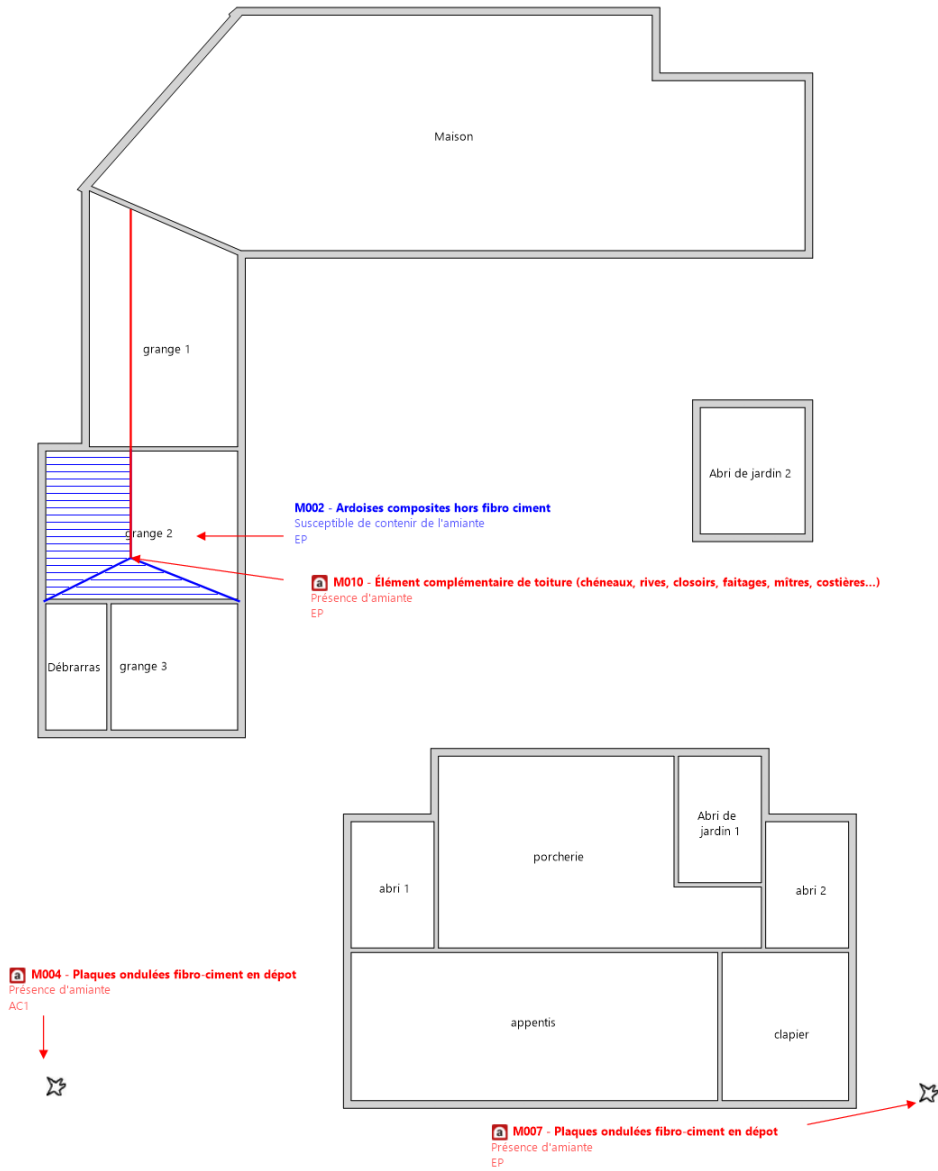 Maison
grange 1
Abri de jardin 2
M002 - Ardoises composites hors fibro ciment
Susceptible de contenir de l'amiante
EP
grange 2
a M010 - Élément complémentaire de toiture (chéneaux, rives, closoirs, faitages, mîtres, costières...)
Présence d'amiante
EP
Débrarras
grange 3
Abri de
jardin 1
porcherie
abri 1
abri 2
a M004 - Plaques ondulées fibro-ciment en dépot
Présence d'amiante
AC1
appentis
clapier
a M007 - Plaques ondulées fibro-ciment en dépot
Présence d'amiante
EP